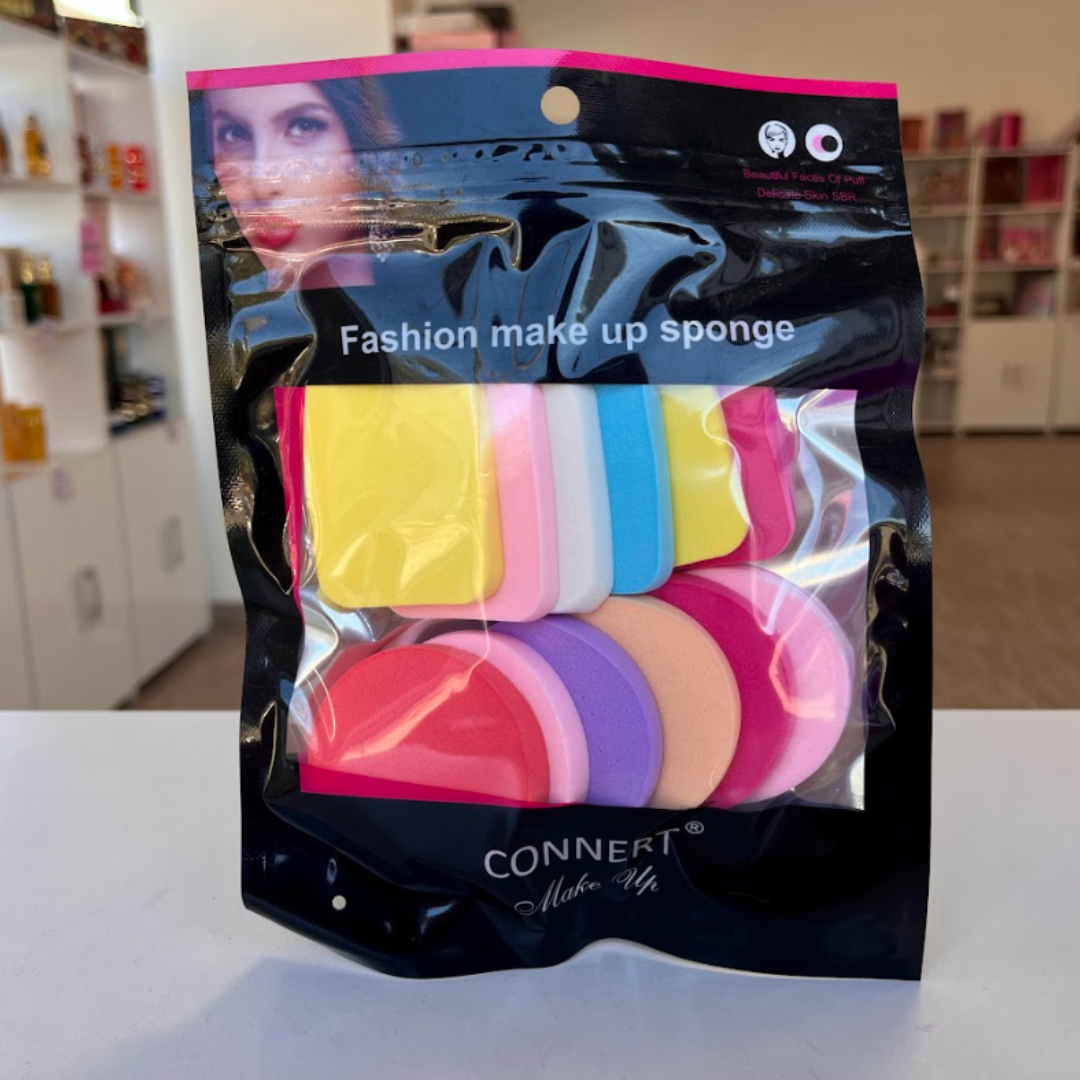 Beautiful Faces Of Puff
Delicate Skin SBR
Fashion make up sponge
CONNERT®
Make Up